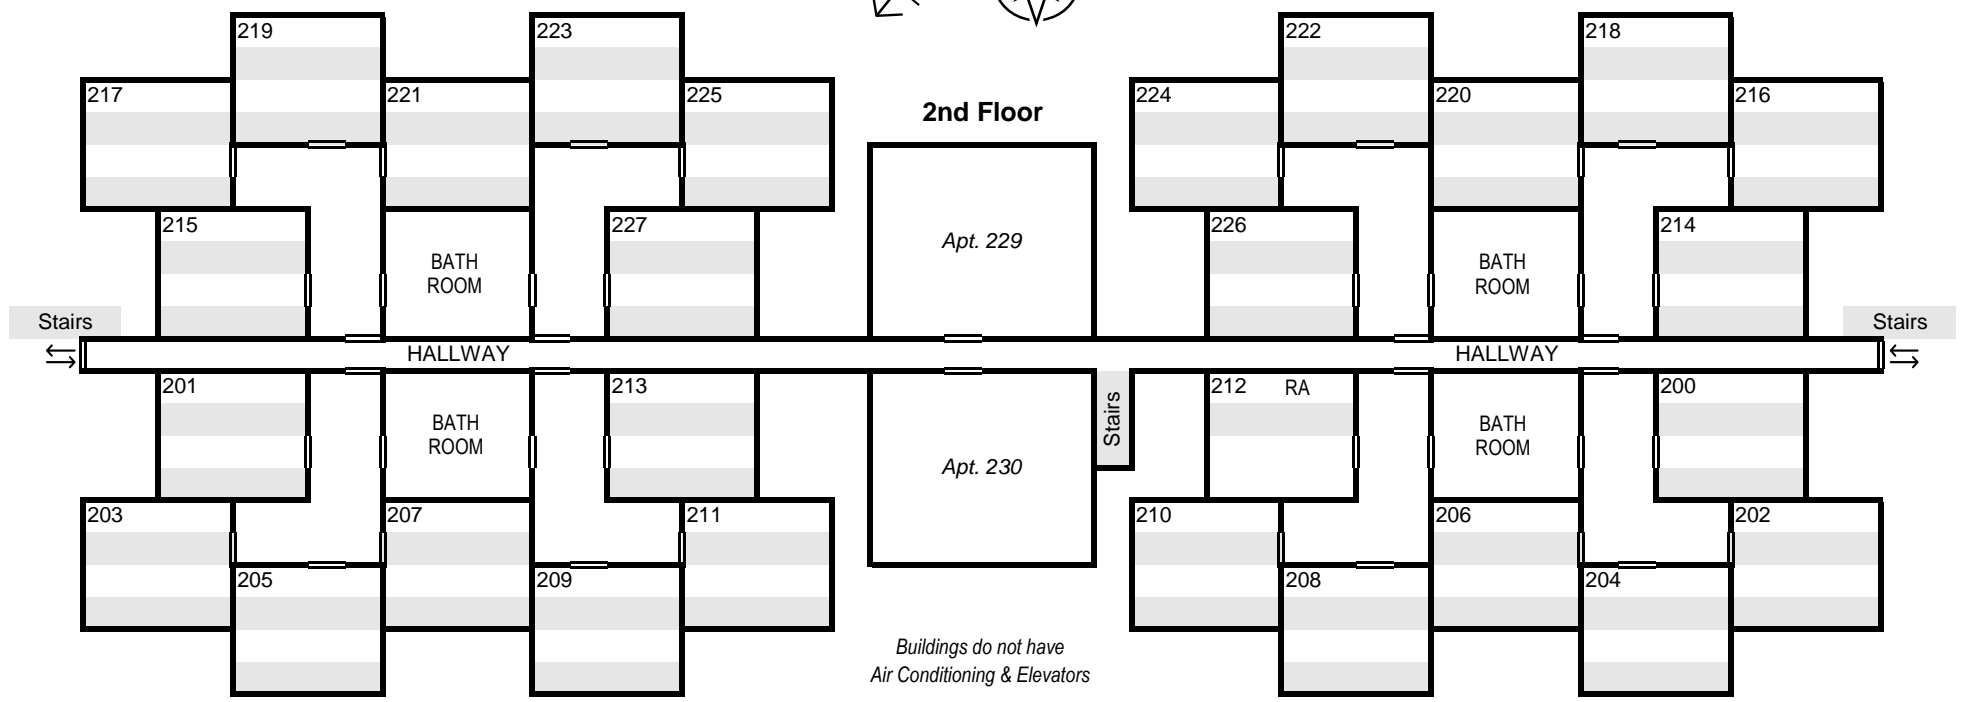 219
223
222
218
217
221
225
2nd Floor
224
220
216
215
BATH
ROOM
227
Apt. 229
226
BATH
ROOM
214
Stairs
Stairs
HALLWAY
HALLWAY
201
BATH
ROOM
213
Apt. 230
Stairs
212 RA
BATH
ROOM
200
203
207
211
210
206
202
205
209
208
204
Buildings do not have
Air Conditioning & Elevators